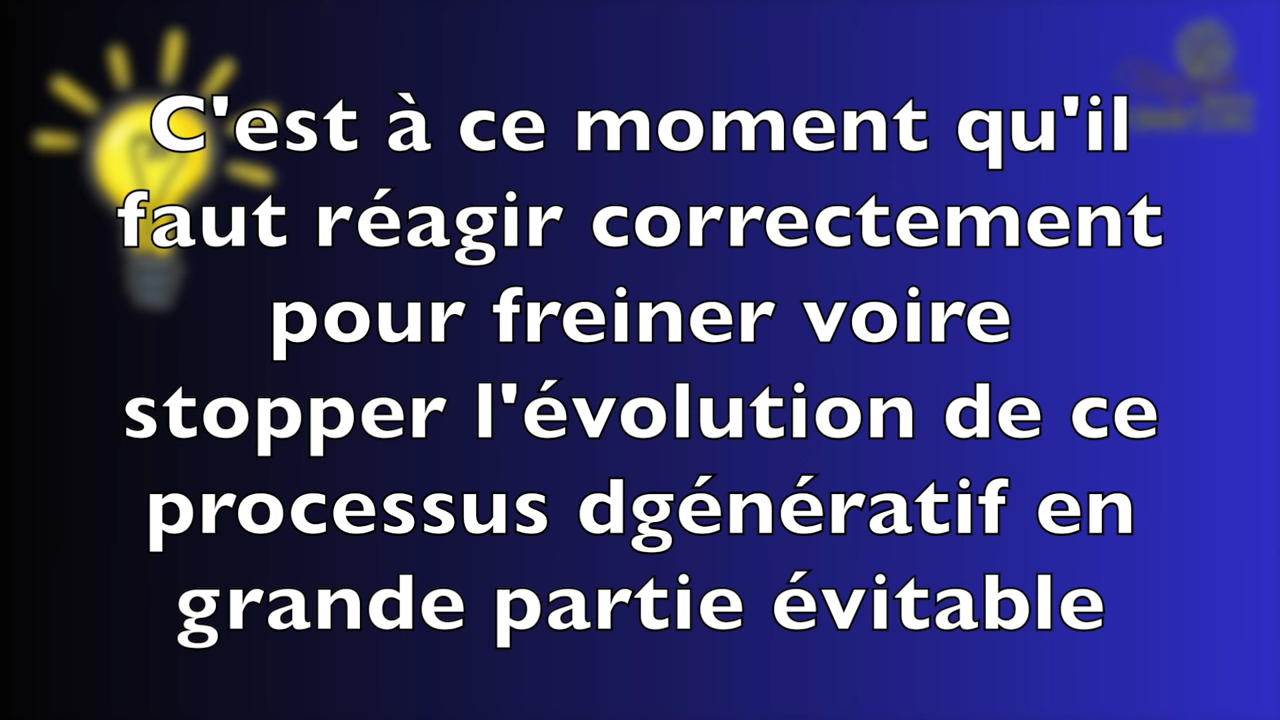 C'est à ce moment qu'il
faut réagir correctement
pour freiner voire
stopper l'évolution de ce
processus dgénératif en
grande partie évitable